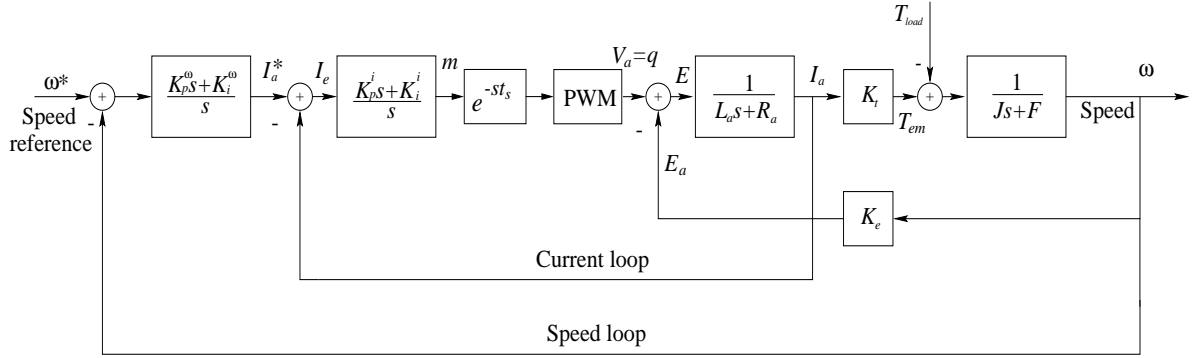 ω*
Speed
reference
-
+
K_p^ω s+K_i^ω
s
I_a*
+
-
I_e
K_p^i s+K_i^i
s
m
e^{-st_s}
PWM
V_a=q
+
-
E
E_a
1
L_a s+R_a
I_a
K_t
T_em
T_load
-
+
1
Js+F
Speed
ω
K_e
Current loop
Speed loop